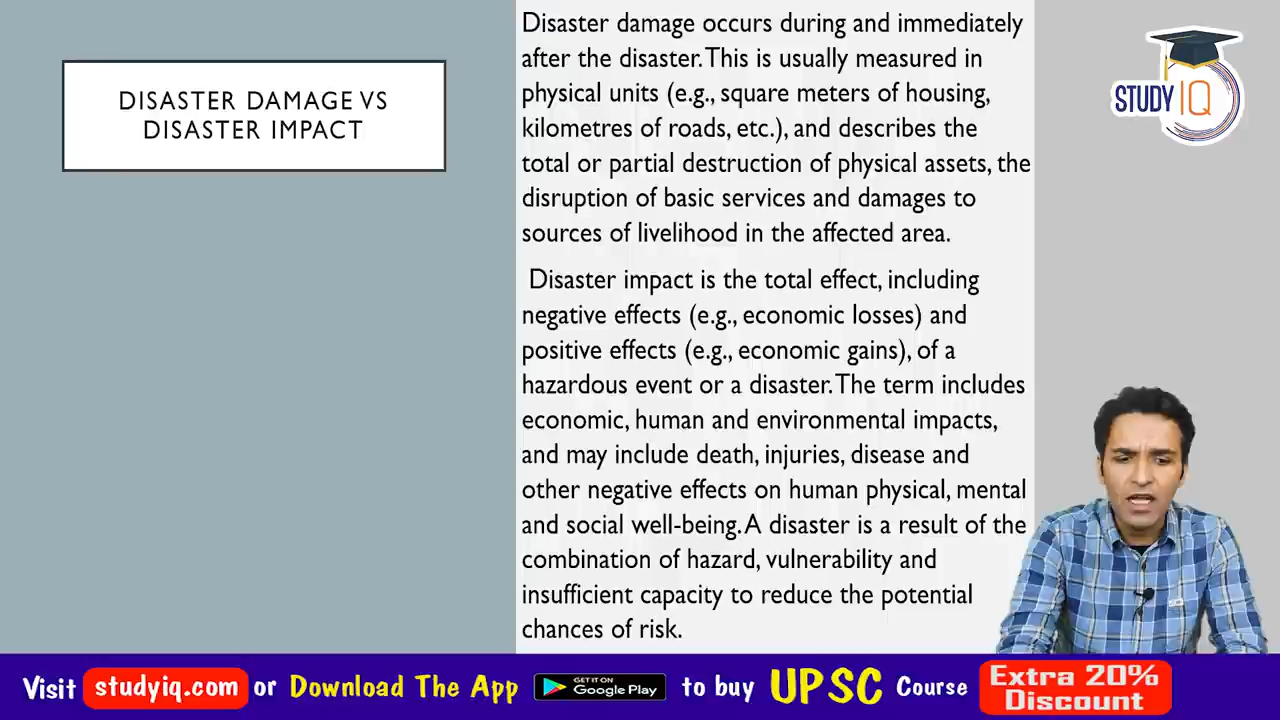 DISASTER DAMAGE VS
DISASTER IMPACT
Disaster damage occurs during and immediately
after the disaster. This is usually measured in
physical units (e.g., square meters of housing,
kilometres of roads, etc.), and describes the
total or partial destruction of physical assets, the
disruption of basic services and damages to
sources of livelihood in the affected area.
Disaster impact is the total effect, including
negative effects (e.g., economic losses) and
positive effects (e.g., economic gains), of a
hazardous event or a disaster. The term includes
economic, human and environmental impacts,
and may include death, injuries, disease and
other negative effects on human physical, mental
and social well-being. A disaster is a result of the
combination of hazard, vulnerability and
insufficient capacity to reduce the potential
chances of risk.
STUDY IQ
Visit studyiq.com or Download The App GET IT ON Google Play to buy UPSC Course Extra 20% Discount